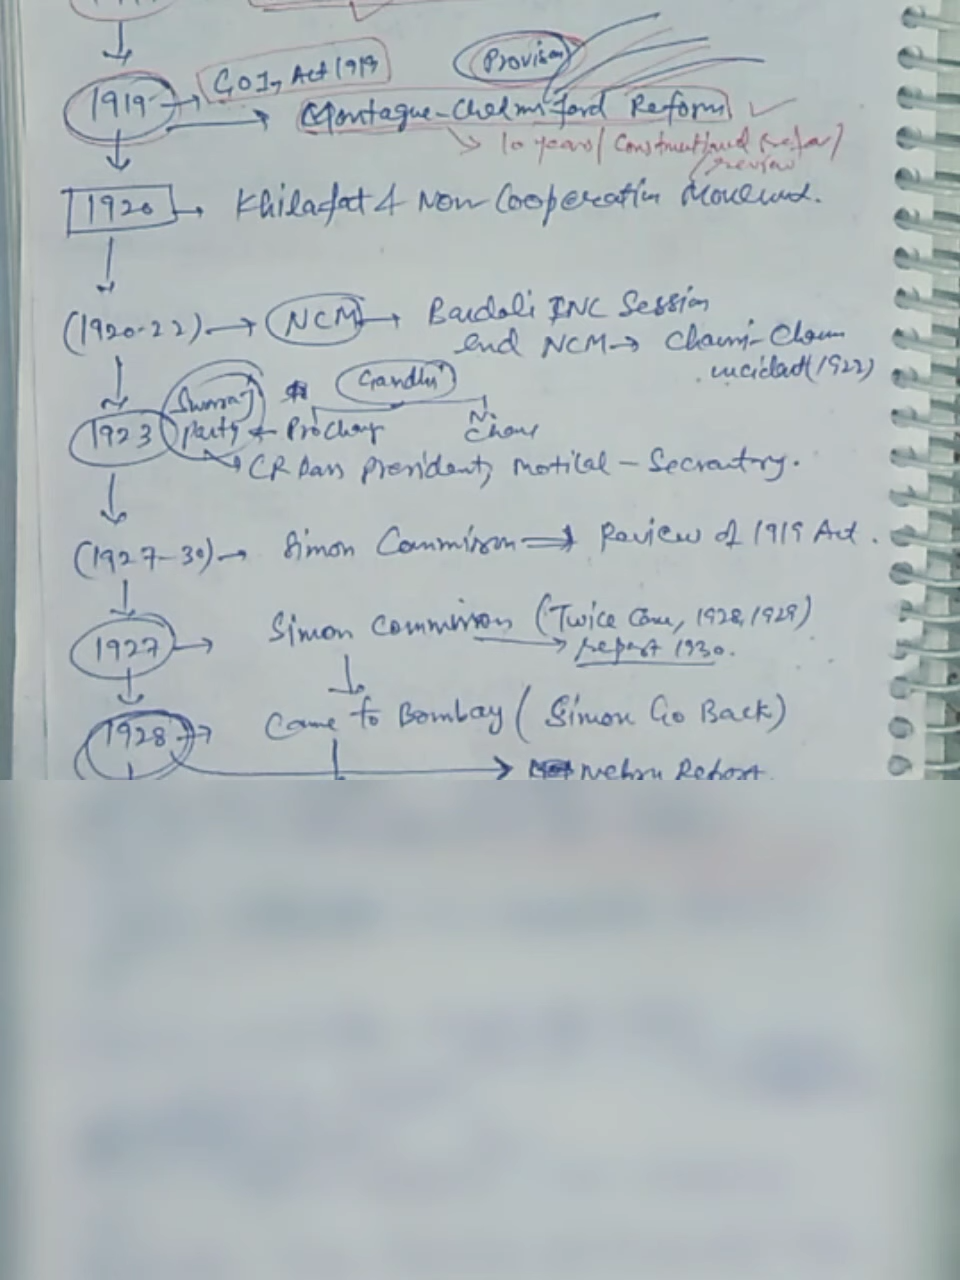 1919 → GOI, Act 1919
Provision
→ Montague-Chelmsford Reform
10 years / review
1920 → Khilafat & Non Cooperation Movement.
(1920-22) → NCM → Bardoli INC Session
end NCM → Chauri-Chaura
incident (1922)
Gandhi
Swaraj
1923 Party ← Pro Change No Change
→ CR Das President, Motilal - Secreatry.
(1927-30) → Simon Commission → Review of 1919 Act.
1927 → Simon Commission (Twice Came, 1928, 1929)
→ report 1930.
1928 → Came to Bombay (Simon Go Back)
→ Nehru Report.